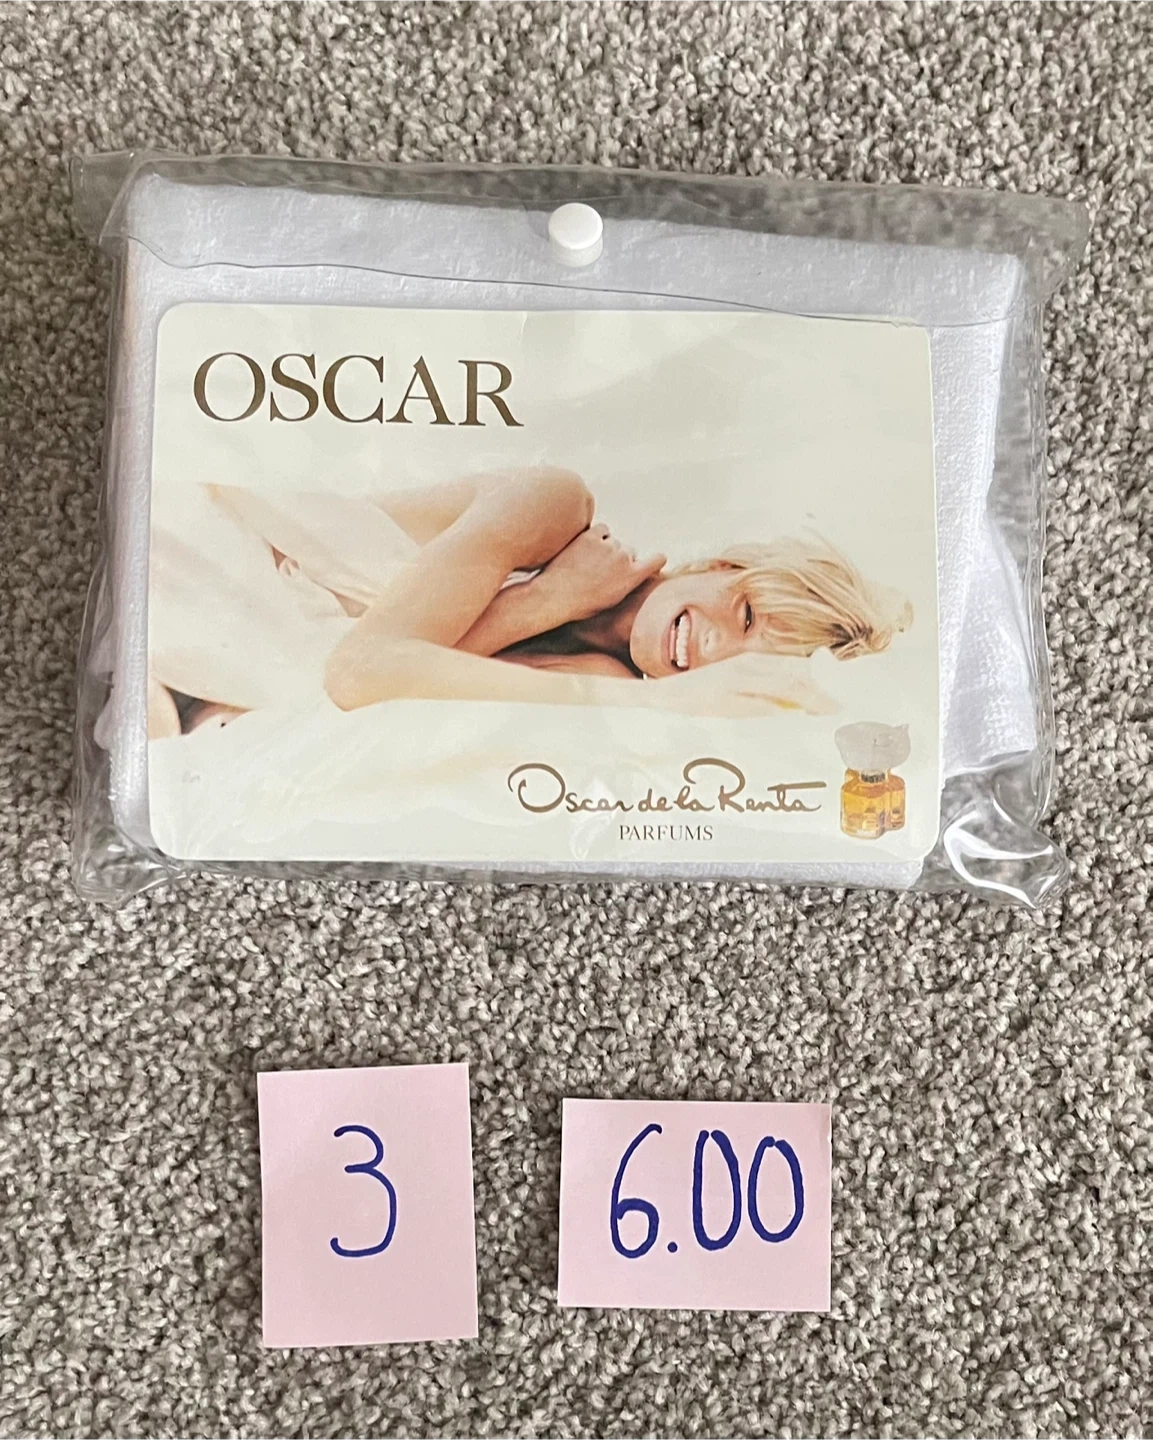 OSCAR
Oscar de la Renta
PARFUMS
3
6.00